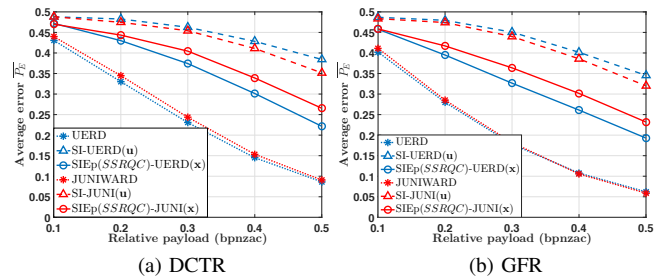 0.5
0.45
0.4
0.35
0.3
0.25
0.2
0.15
0.1
0.05
0
Average error P_E
UERD
SI-UERD(u)
SIEp(SSRQC)-UERD(x)
JUNIWARD
SI-JUNI(u)
SIEp(SSRQC)-JUNI(x)
0.1 0.2 0.3 0.4 0.5
Relative payload (bpnzac)
(a) DCTR
0.5
0.45
0.4
0.35
0.3
0.25
0.2
0.15
0.1
0.05
0
Average error P_E
UERD
SI-UERD(u)
SIEp(SSRQC)-UERD(x)
JUNIWARD
SI-JUNI(u)
SIEp(SSRQC)-JUNI(x)
0.1 0.2 0.3 0.4 0.5
Relative payload (bpnzac)
(b) GFR